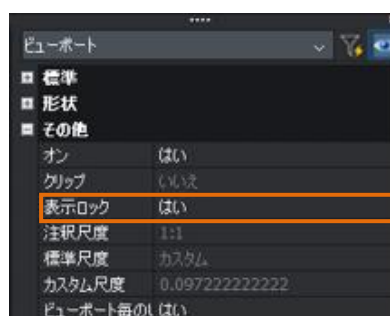 ビューポート
標準
形状
その他
オン はい
クリップ いいえ
表示ロック はい
注釈尺度 1:1
標準尺度 カスタム
カスタム尺度 0.097222222222
ビューポート毎の はい